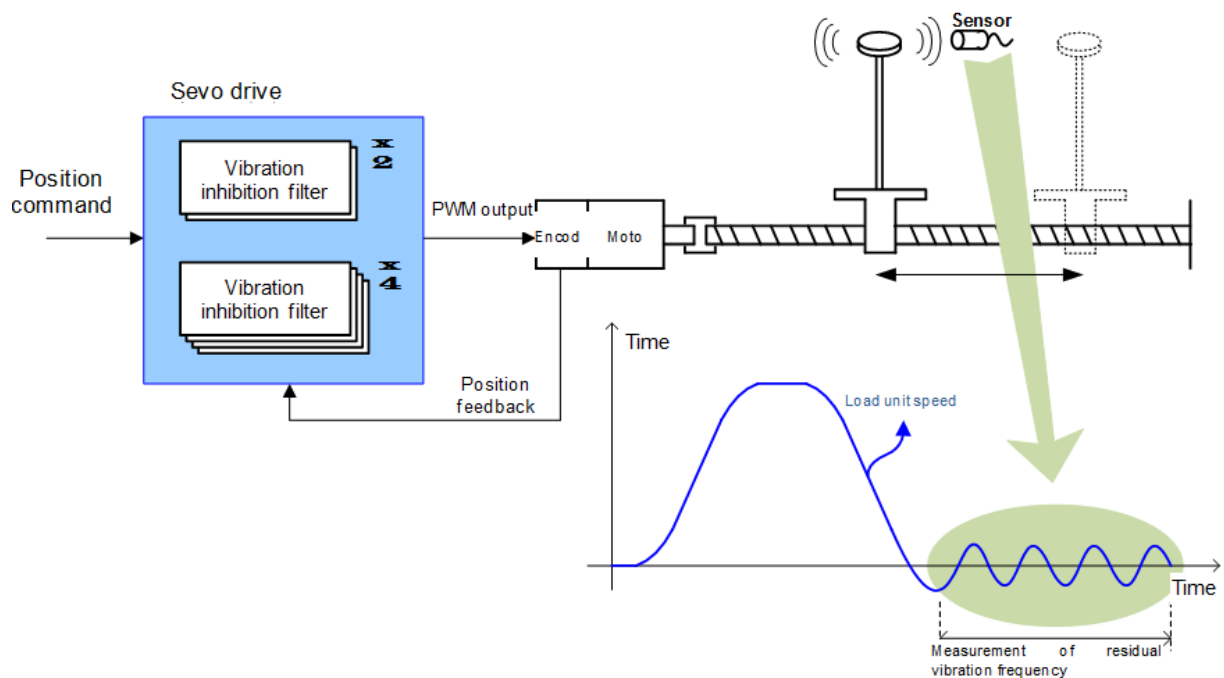 Sensor
Sevo drive
x
2
Vibration
inhibition filter
Position
command
PWM output
Encod
Moto
x
4
Vibration
inhibition filter
Position
feedback
Time
Load unit speed
Time
Measurement of residual
vibration frequency